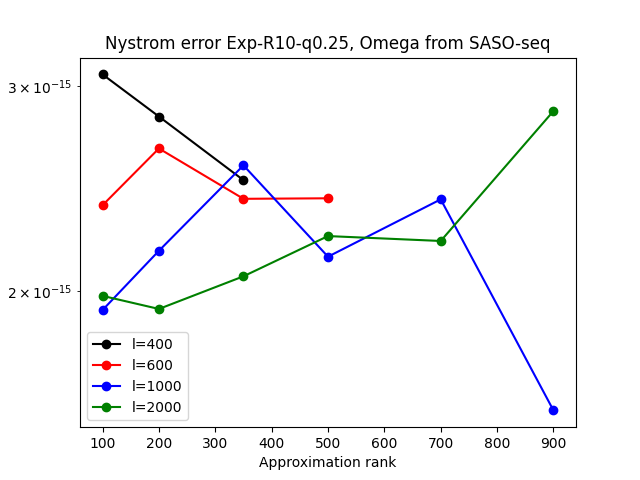 Nystrom error Exp-R10-q0.25, Omega from SASO-seq
3 × 10⁻¹⁵
2 × 10⁻¹⁵
l=400
l=600
l=1000
l=2000
100 200 300 400 500 600 700 800 900
Approximation rank